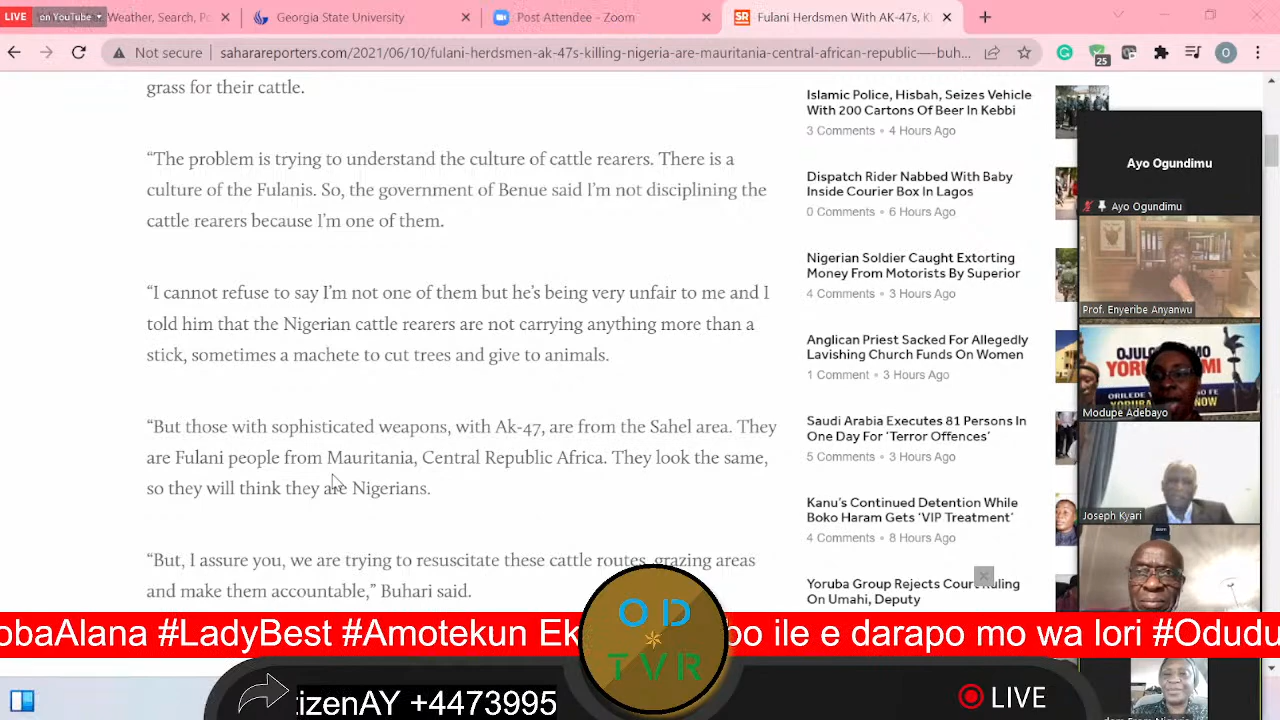 LIVE on YouTube
Weather, Search,
Georgia State University
Post Attendee - Zoom
Fulani Herdsmen With AK-47s,
Not secure
saharareporters.com/2021/06/10/fulani-herdsmen-ak-47s-killing-nigeria-are-mauritania-central-african-republic-—-buh...
25
O
grass for their cattle.
“The problem is trying to understand the culture of cattle rearers. There is a
culture of the Fulanis. So, the government of Benue said I’m not disciplining the
cattle rearers because I’m one of them.
“I cannot refuse to say I’m not one of them but he’s being very unfair to me and I
told him that the Nigerian cattle rearers are not carrying anything more than a
stick, sometimes a machete to cut trees and give to animals.
“But those with sophisticated weapons, with Ak-47, are from the Sahel area. They
are Fulani people from Mauritania, Central Republic Africa. They look the same,
so they will think they are Nigerians.
“But, I assure you, we are trying to resuscitate these cattle routes, grazing areas
and make them accountable,” Buhari said.
Islamic Police, Hisbah, Seizes Vehicle
With 200 Cartons Of Beer In Kebbi
3 Comments • 4 Hours Ago
Dispatch Rider Nabbed With Baby
Inside Courier Box In Lagos
0 Comments • 6 Hours Ago
Nigerian Soldier Caught Extorting
Money From Motorists By Superior
4 Comments • 3 Hours Ago
Anglican Priest Sacked For Allegedly
Lavishing Church Funds On Women
1 Comment • 3 Hours Ago
Saudi Arabia Executes 81 Persons In
One Day For ‘Terror Offences’
5 Comments • 3 Hours Ago
Kanu’s Continued Detention While
Boko Haram Gets ‘VIP Treatment’
4 Comments • 8 Hours Ago
Yoruba Group Rejects Court Ruling
On Umahi, Deputy
Ayo Ogundimu
Ayo Ogundimu
Prof. Enyeribe Anyanwu
Modupe Adebayo
Joseph Kyari
obaAlana #LadyBest #Amotekun Ek bo ile e darapo mo wa lori #Odudu
OD
TVR
izenAY +4473995
LIVE